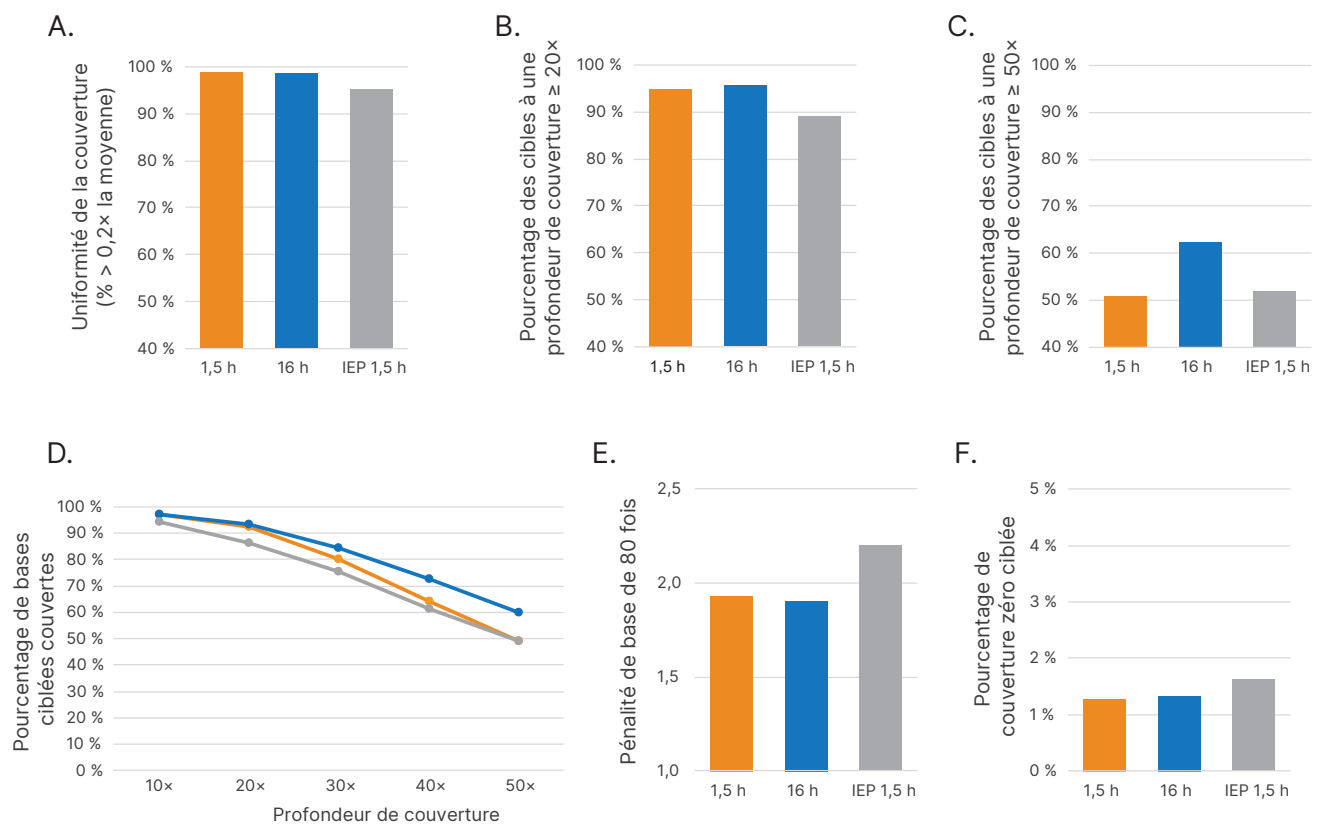 A.
Uniformité de la couverture
(% > 0,2× la moyenne)
100 %
90 %
80 %
70 %
60 %
50 %
40 %
1,5 h
16 h
IEP 1,5 h
B.
Pourcentage des cibles à une
profondeur de couverture ≥ 20×
100 %
90 %
80 %
70 %
60 %
50 %
40 %
1,5 h
16 h
IEP 1,5 h
C.
Pourcentage des cibles à une
profondeur de couverture ≥ 50×
100 %
90 %
80 %
70 %
60 %
50 %
40 %
1,5 h
16 h
IEP 1,5 h
D.
Pourcentage de bases
ciblées couvertes
100 %
90 %
80 %
70 %
60 %
50 %
40 %
30 %
20 %
10 %
0 %
10×
20×
30×
40×
50×
Profondeur de couverture
E.
Pénalité de base de 80 fois
2,5
2,0
1,5
1,0
1,5 h
16 h
IEP 1,5 h
F.
Pourcentage de
couverture zéro ciblée
5 %
4 %
3 %
2 %
1 %
0 %
1,5 h
16 h
IEP 1,5 h